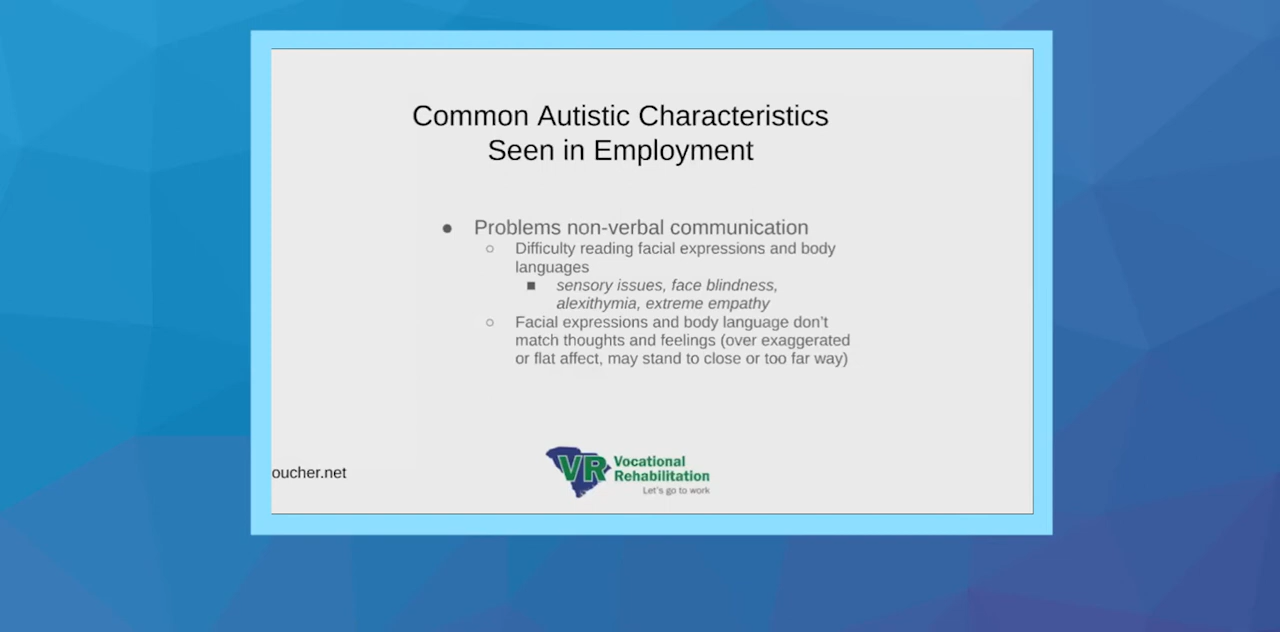 Common Autistic Characteristics
Seen in Employment
● Problems non-verbal communication
○ Difficulty reading facial expressions and body
languages
■ sensory issues, face blindness,
alexithymia, extreme empathy
○ Facial expressions and body language don't
match thoughts and feelings (over exaggerated
or flat affect, may stand to close or too far way)
oucher.net
VR Vocational
Rehabilitation
Let's go to work